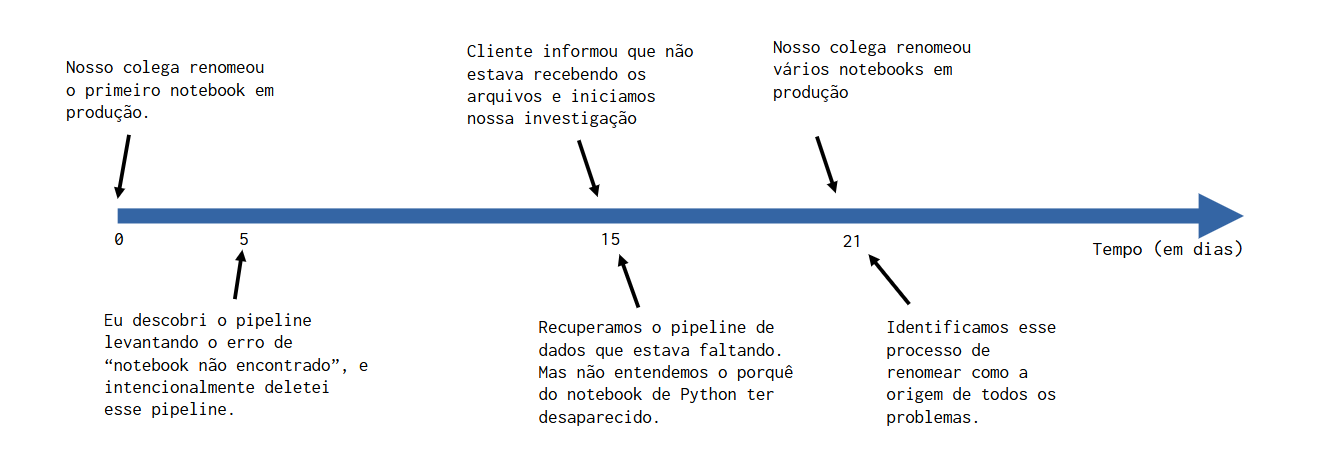 Nosso colega renomeou
o primeiro notebook em
produção.
Cliente informou que não
estava recebendo os
arquivos e iniciamos
nossa investigação
Nosso colega renomeou
vários notebooks em
produção
0
5
15
21
Tempo (em dias)
Eu descobri o pipeline
levantando o erro de
“notebook não encontrado”, e
intencionalmente deletei
esse pipeline.
Recuperamos o pipeline de
dados que estava faltando.
Mas não entendemos o porquê
do notebook de Python ter
desaparecido.
Identificamos esse
processo de
renomear como a
origem de todos os
problemas.